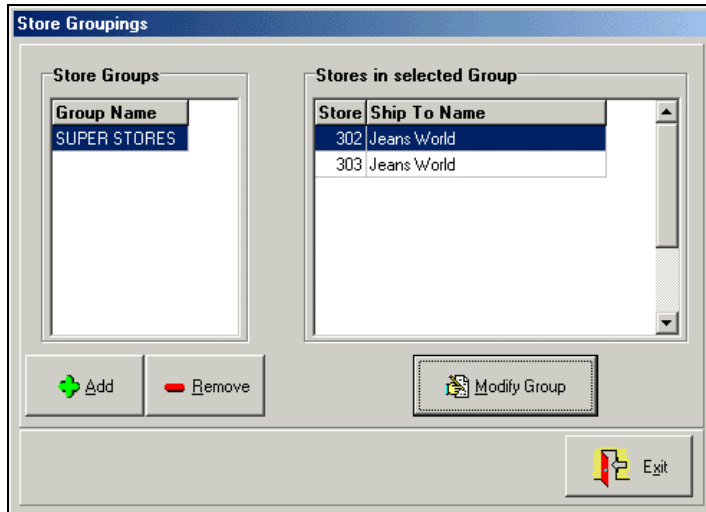 Store Groupings
Store Groups
Group Name
SUPER STORES
Stores in selected Group
Store Ship To Name
302 Jeans World
303 Jeans World
Add
Remove
Modify Group
Exit